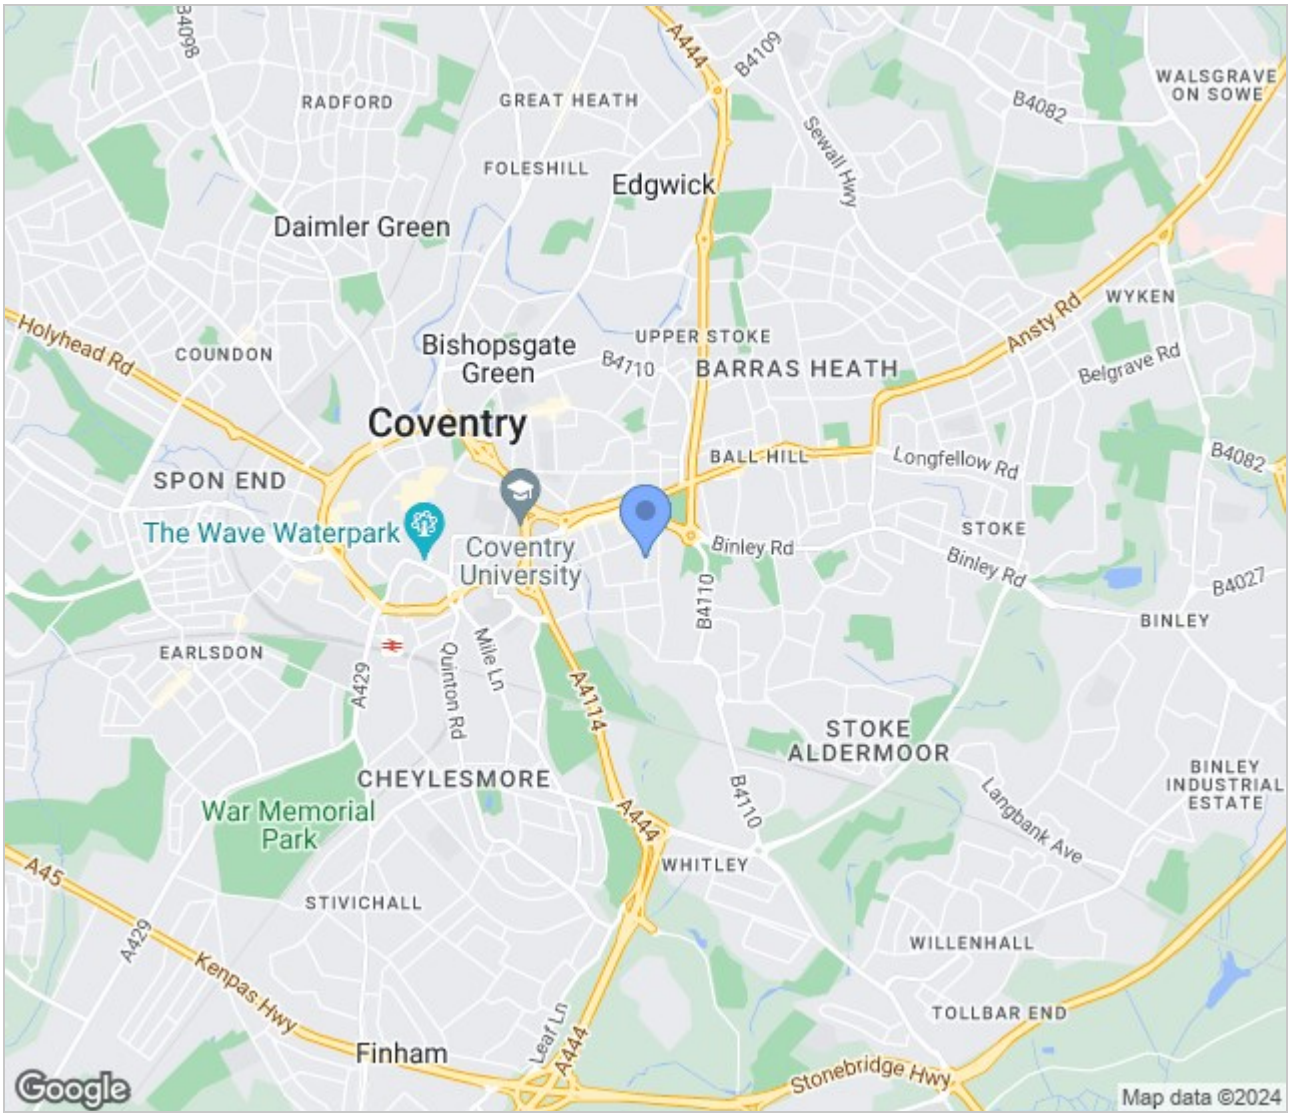 B4098
A444
B4109
WALSGRAVE
ON SOWE
RADFORD
GREAT HEATH
B4082
Sewall Hwy
FOLESHILL
Edgwick
Daimler Green
WYKEN
Holyhead Rd
Ansty Rd
UPPER STOKE
COUNDON
Bishopsgate
Green
B4110
BARRAS HEATH
Belgrave Rd
Coventry
BALL HILL
Longfellow Rd
B4082
SPON END
The Wave Waterpark
STOKE
Coventry
University
Binley Rd
Binley Rd
B4027
B4110
BINLEY
EARLSDON
Mile Ln
Quinton Rd
A429
A4114
STOKE
ALDERMOOR
CHEYLESMORE
BINLEY
INDUSTRIAL
ESTATE
War Memorial
Park
B4110
A444
Langbank Ave
WHITLEY
A45
STIVICHALL
A429
WILLENHALL
Kenpas Hwy
TOLLBAR END
Leaf Ln
A444
Finham
Stonebridge Hwy
Google
Map data ©2024